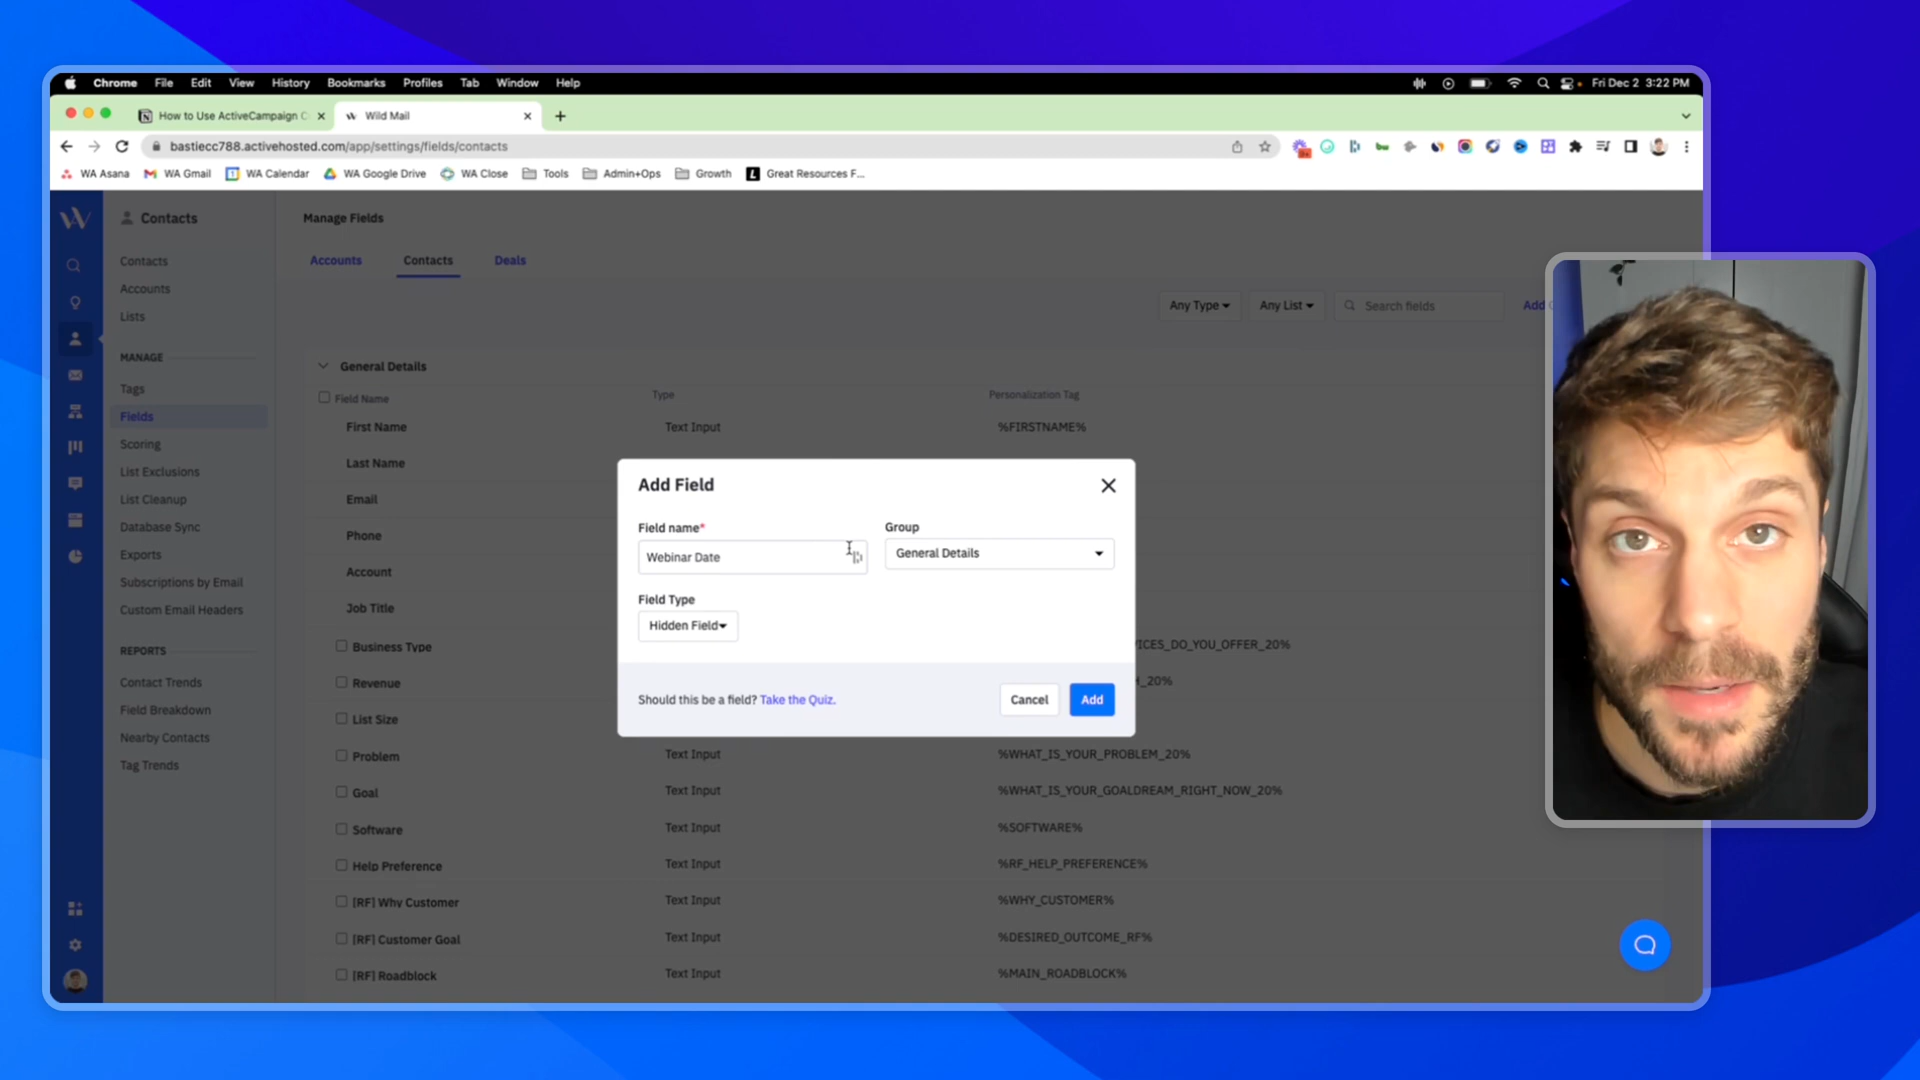 Chrome File Edit View History Bookmarks Profiles Tab Window Help
Fri Dec 2 3:22 PM
How to Use ActiveCampaign C
Wild Mail
bastiecc788.activehosted.com/app/settings/fields/contacts
WA Asana WA Gmail WA Calendar WA Google Drive WA Close Tools Admin+Ops Growth Great Resources F...
Contacts
Contacts
Accounts
Lists
MANAGE
Tags
Fields
Scoring
List Exclusions
List Cleanup
Database Sync
Exports
Subscriptions by Email
Custom Email Headers
REPORTS
Contact Trends
Field Breakdown
Nearby Contacts
Tag Trends
Manage Fields
Accounts Contacts Deals
Any Type Any List Search fields Add
General Details
Field Name Type Personalization Tag
First Name Text Input %FIRSTNAME%
Last Name
Email
Phone
Account
Job Title
Business Type ICES_DO_YOU_OFFER_20%
Revenue _20%
List Size
Problem Text Input %WHAT_IS_YOUR_PROBLEM_20%
Goal Text Input %WHAT_IS_YOUR_GOALDREAM_RIGHT_NOW_20%
Software Text Input %SOFTWARE%
Help Preference Text Input %RF_HELP_PREFERENCE%
[RF] Why Customer Text Input %WHY_CUSTOMER%
[RF] Customer Goal Text Input %DESIRED_OUTCOME_RF%
[RF] Roadblock Text Input %MAIN_ROADBLOCK%
Add Field
Field name* Group
Webinar Date General Details
Field Type
Hidden Field
Should this be a field? Take the Quiz.
Cancel Add